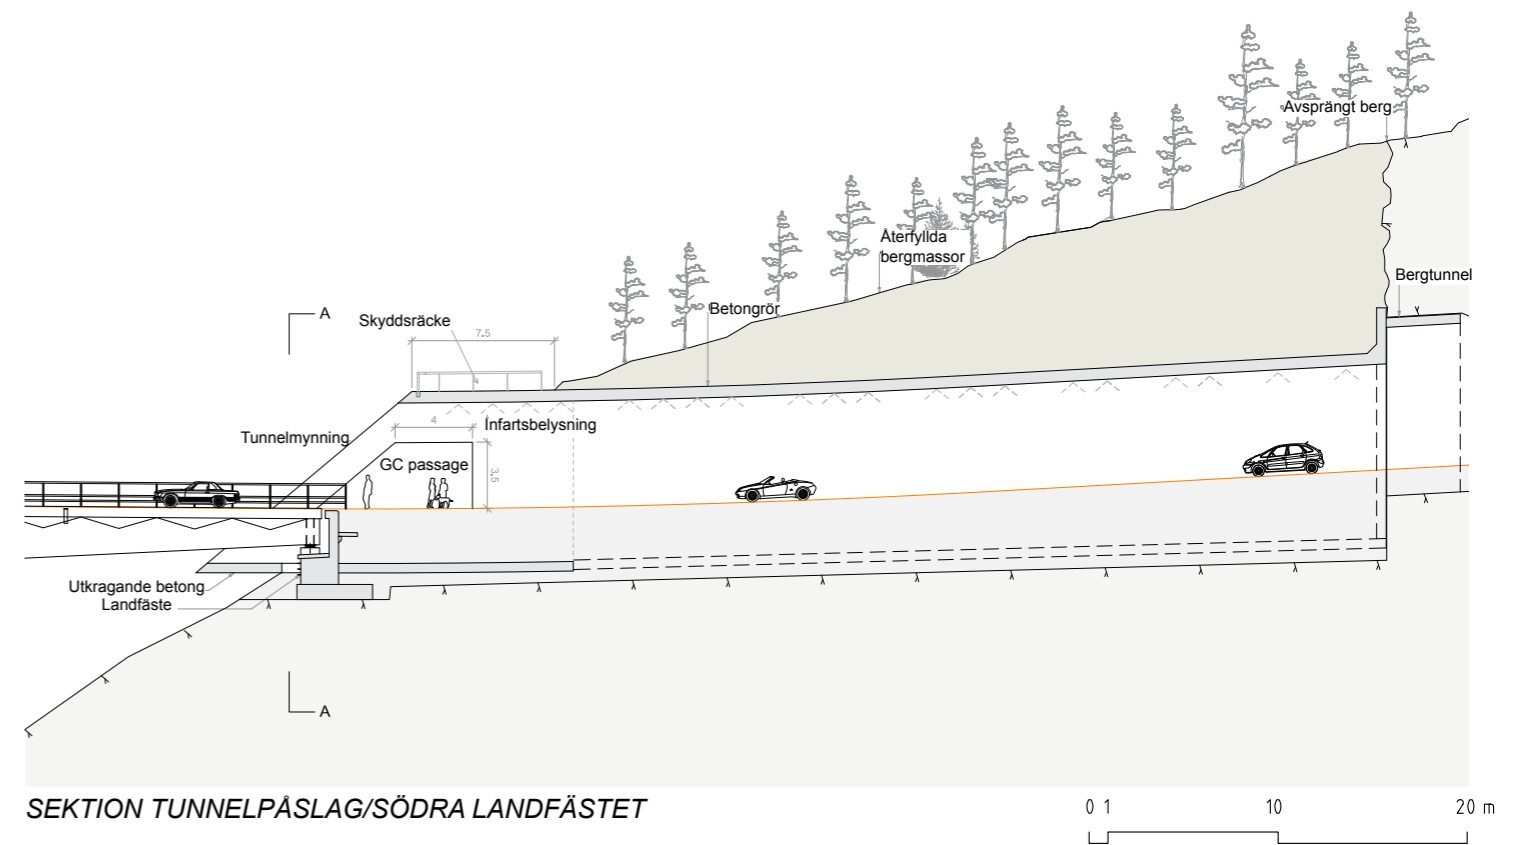 Avsprängt berg
Återfyllda
bergmassor
Bergtunnel
Betongrör
A
Skyddsräcke
7.5
4
Infartsbelysning
Tunnelmynning
GC passage
3,5
Utkragande betong
Landfäste
A
SEKTION TUNNELPÅSLAG/SÖDRA LANDFÄSTET
0 1 10 20 m